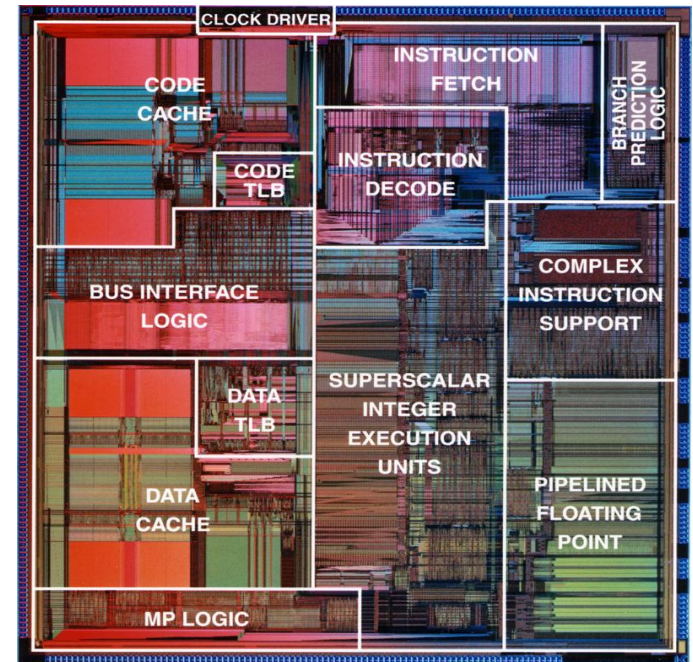 CLOCK DRIVER
CODE
CACHE
INSTRUCTION
FETCH
BRANCH
PREDICTION
LOGIC
CODE
TLB
INSTRUCTION
DECODE
BUS INTERFACE
LOGIC
COMPLEX
INSTRUCTION
SUPPORT
DATA
TLB
SUPERSCALAR
INTEGER
EXECUTION
UNITS
DATA
CACHE
PIPELINED
FLOATING
POINT
MP LOGIC